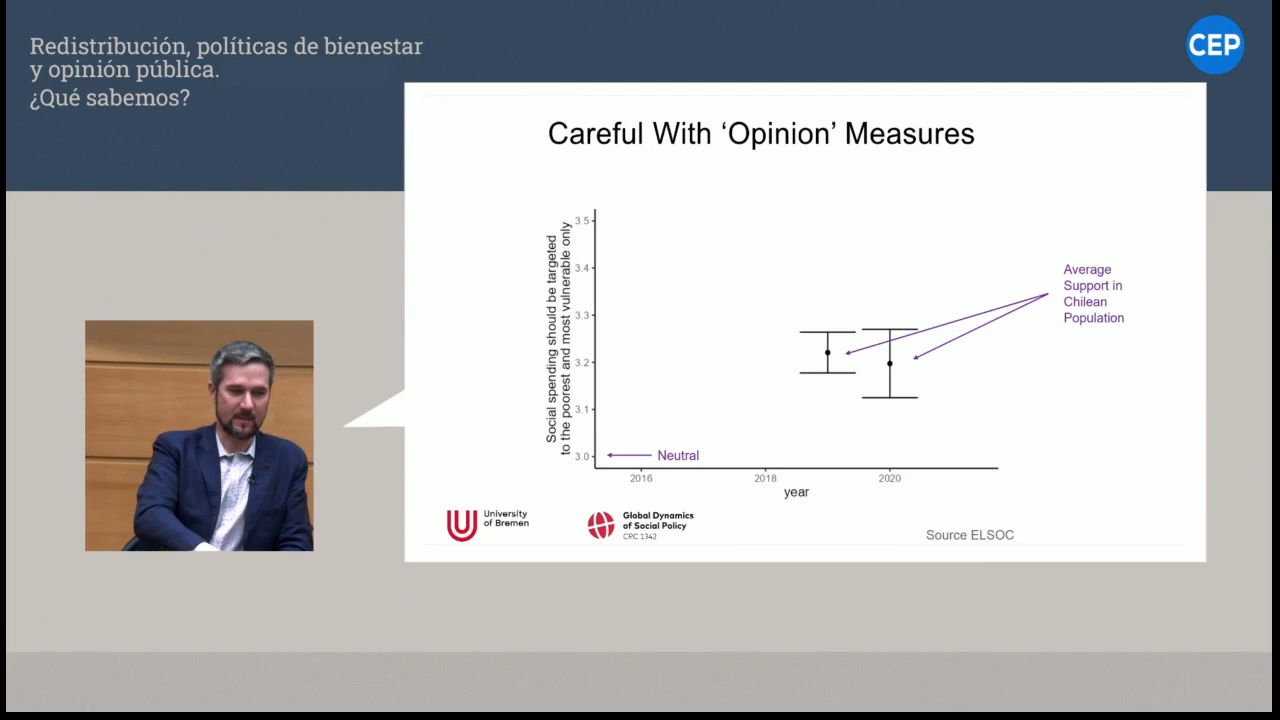 Redistribución, políticas de bienestar
y opinión pública.
¿Qué sabemos?
CEP
Careful With ‘Opinion’ Measures
Social spending should be targeted
to the poorest and most vulnerable only
3.5
3.4
3.3
3.2
3.1
3.0
Neutral
Average
Support in
Chilean
Population
2016
2018
2020
year
University
of Bremen
Global Dynamics
of Social Policy
CRC 1342
Source ELSOC